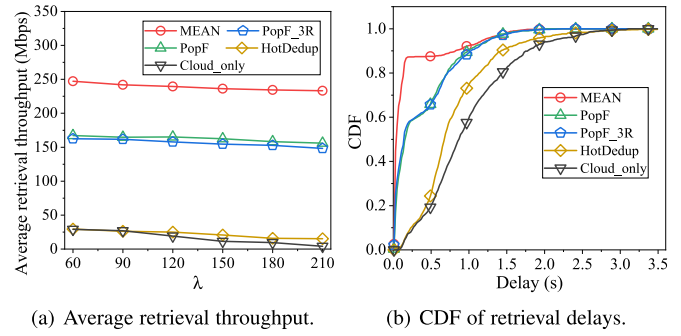 Average retrieval throughput (Mbps)
350
300
250
200
150
100
50
0
60 90 120 150 180 210
λ
MEAN PopF_3R
PopF HotDedup
Cloud_only
(a) Average retrieval throughput.
CDF
1.0
0.8
0.6
0.4
0.2
0.0
0.0 0.5 1.0 1.5 2.0 2.5 3.0 3.5
Delay (s)
MEAN
PopF
PopF_3R
HotDedup
Cloud_only
(b) CDF of retrieval delays.